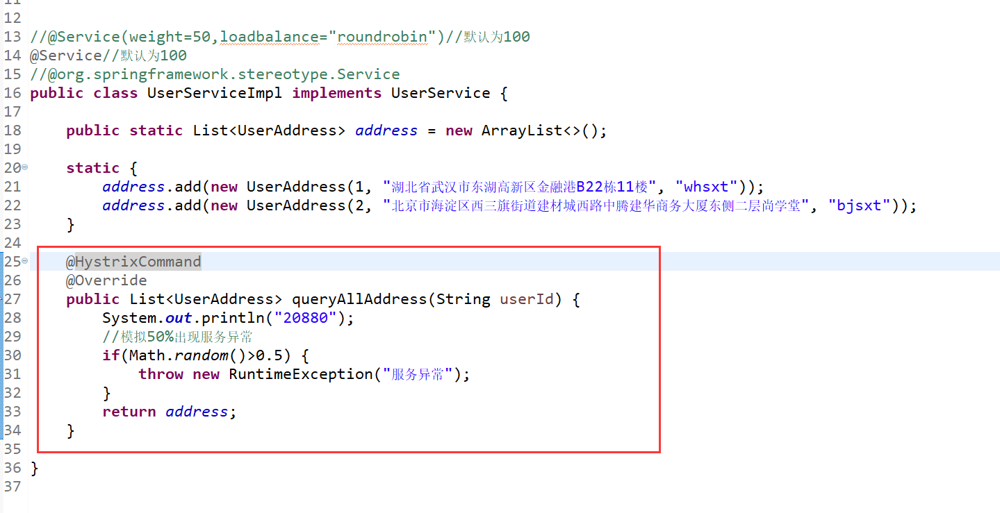 11
12
13 //@Service(weight=50,loadbalance="roundrobin")//默认为100
14 @Service//默认为100
15 //@org.springframework.stereotype.Service
16 public class UserServiceImpl implements UserService {
17
18     public static List<UserAddress> address = new ArrayList<>();
19
20     static {
21         address.add(new UserAddress(1, "湖北省武汉市东湖高新区金融港B22栋11楼", "whsxt"));
22         address.add(new UserAddress(2, "北京市海淀区西三旗街道建材城西路中腾建华商务大厦东侧二层尚学堂", "bjsxt"));
23     }
24
25     @HystrixCommand
26     @Override
27     public List<UserAddress> queryAllAddress(String userId) {
28         System.out.println("20880");
29         //模拟50%出现服务异常
30         if(Math.random()>0.5) {
31             throw new RuntimeException("服务异常");
32         }
33         return address;
34     }
35
36 }
37